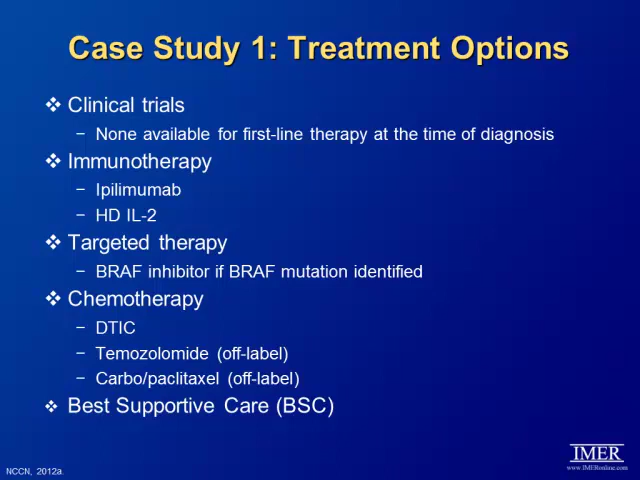 Case Study 1: Treatment Options
❖ Clinical trials
− None available for first-line therapy at the time of diagnosis
❖ Immunotherapy
− Ipilimumab
− HD IL-2
❖ Targeted therapy
− BRAF inhibitor if BRAF mutation identified
❖ Chemotherapy
− DTIC
− Temozolomide (off-label)
− Carbo/paclitaxel (off-label)
❖ Best Supportive Care (BSC)
NCCN, 2012a.
IMER
www.IMERonline.com